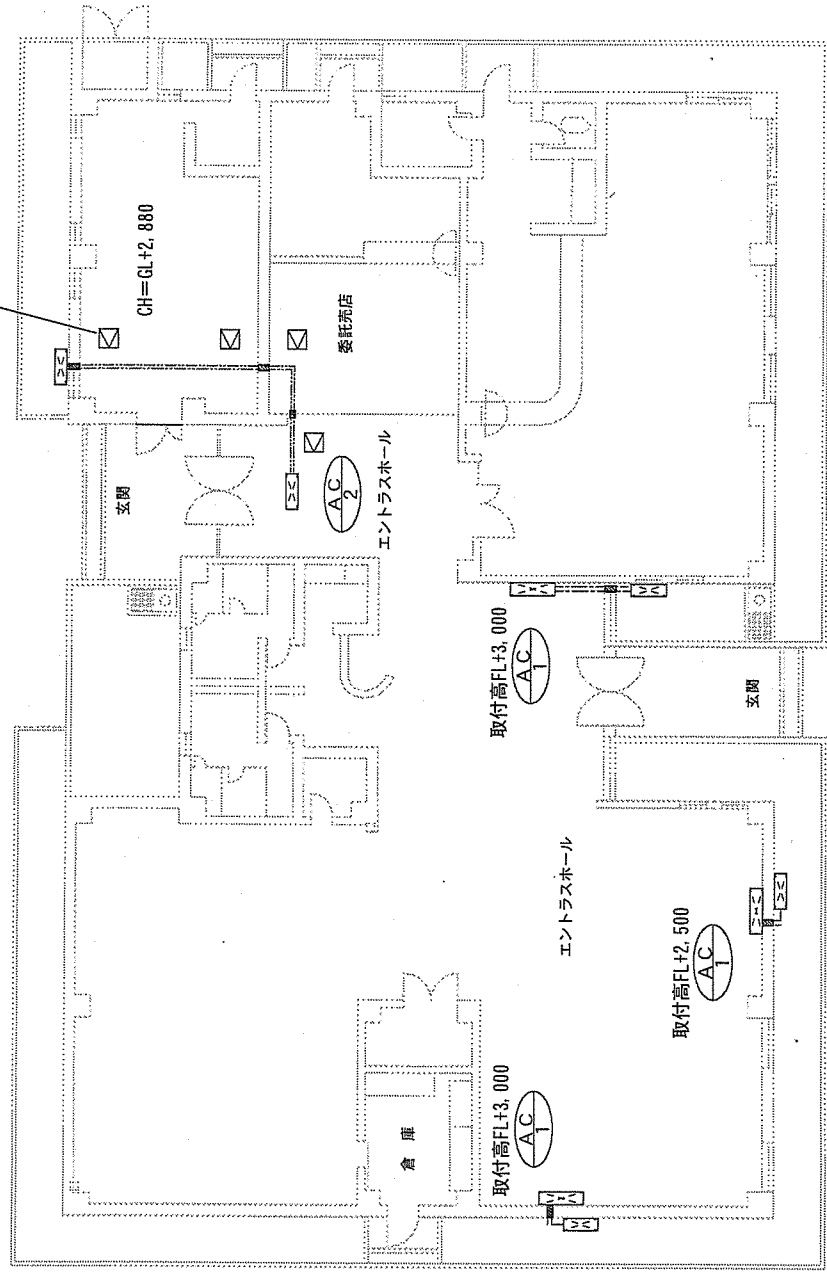 CH=GL+2,880
委託売店
玄関
AC
2
エントラスホール
取付高FL+3,000
AC
1
玄関
エントラスホール
取付高FL+2,500
AC
1
倉庫
取付高FL+3,000
AC
1